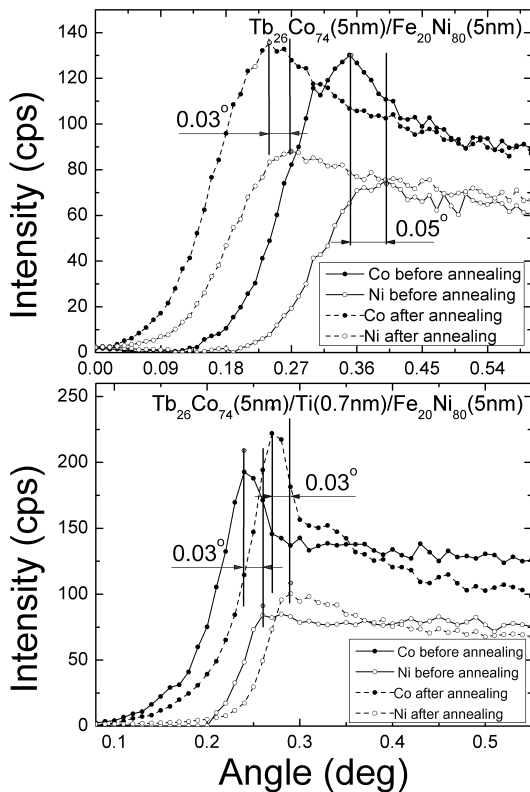 Tb26Co74(5nm)/Fe20Ni80(5nm)
140
120
100
80
60
40
20
0
Intensity (cps)
0.03°
0.05°
Co before annealing
Ni before annealing
Co after annealing
Ni after annealing
0.00 0.09 0.18 0.27 0.36 0.45 0.54
Tb26Co74(5nm)/Ti(0.7nm)/Fe20Ni80(5nm)
250
200
150
100
50
0
Intensity (cps)
0.03°
0.03°
Co before annealing
Ni before annealing
Co after annealing
Ni after annealing
0.1 0.2 0.3 0.4 0.5
Angle (deg)